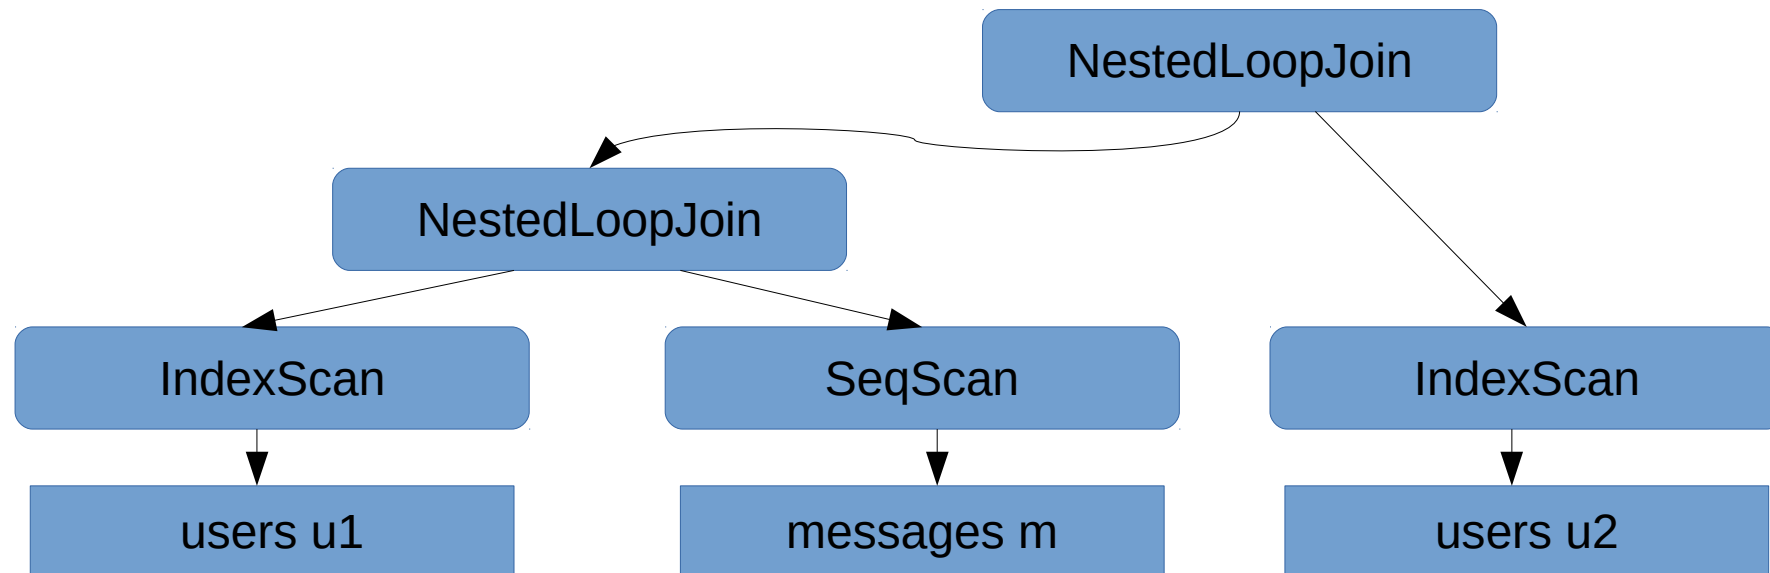 NestedLoopJoin
NestedLoopJoin
IndexScan
SeqScan
IndexScan
users u1
messages m
users u2